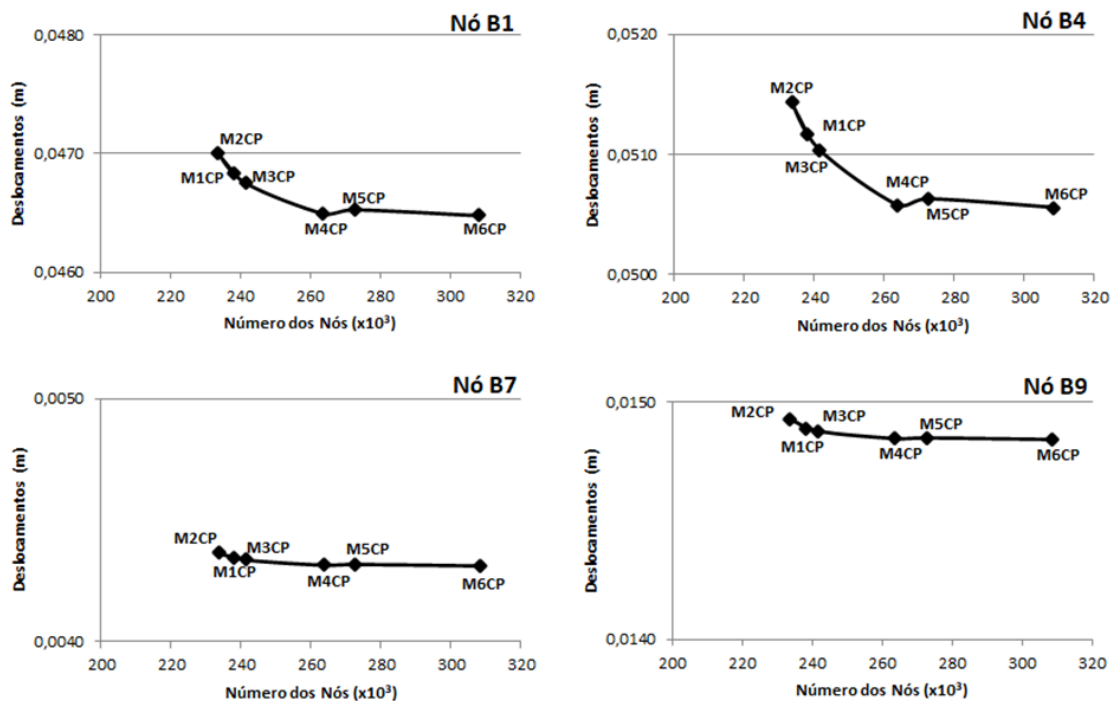 Nó B1
0,0480
0,0470
0,0460
Deslocamentos (m)
M2CP
M1CP
M3CP
M4CP
M5CP
M6CP
200 220 240 260 280 300 320
Número dos Nós (x10³)
Nó B4
0,0520
0,0510
0,0500
Deslocamentos (m)
M2CP
M1CP
M3CP
M4CP
M5CP
M6CP
200 220 240 260 280 300 320
Número dos Nós (x10³)
Nó B7
0,0050
0,0040
Deslocamentos (m)
M2CP
M1CP
M3CP
M4CP
M5CP
M6CP
200 220 240 260 280 300 320
Número dos Nós (x10³)
Nó B9
0,0150
0,0140
Deslocamentos (m)
M2CP
M1CP
M3CP
M4CP
M5CP
M6CP
200 220 240 260 280 300 320
Número dos Nós (x10³)